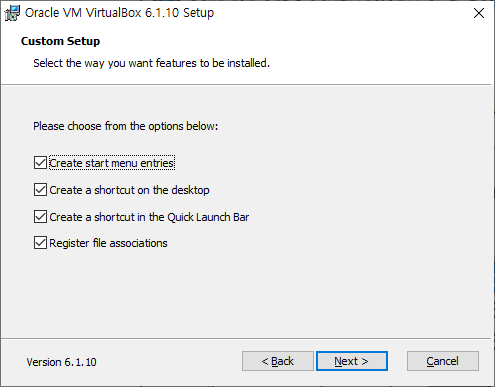 Oracle VM VirtualBox 6.1.10 Setup
Custom Setup
Select the way you want features to be installed.
Please choose from the options below:
Create start menu entries
Create a shortcut on the desktop
Create a shortcut in the Quick Launch Bar
Register file associations
Version 6.1.10
< Back
Next >
Cancel